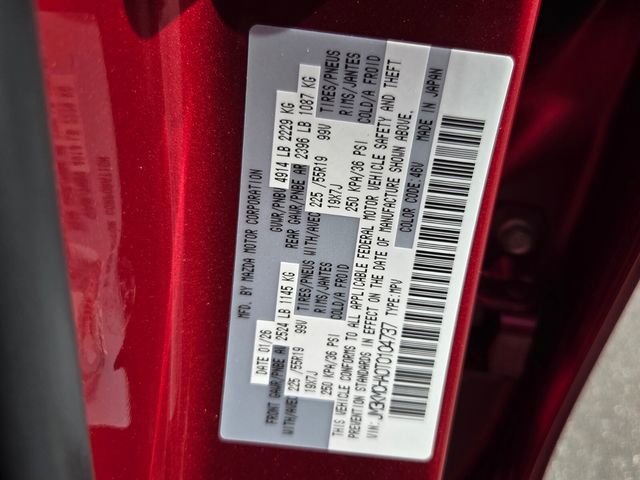 MFD. BY MAZDA MOTOR CORPORATION
DATE 01/26 GVWR/PNBV 4914 LB 2229 KG
FRONT GAWR/PNBE AV 2524 LB 1145 KG REAR GAWR/PNBE AR 2396 LB 1087 KG
WITH/AVEC 225 /55R19 99V TIRES/PNEUS WITH/AVEC 225 /55R19 99V TIRES/PNEUS
19X7J RIMS/JANTES 19X7J RIMS/JANTES
250 KPA/36 PSI COLD/A FROID 250 KPA/36 PSI COLD/A FROID
THIS VEHICLE CONFORMS TO ALL APPLICABLE FEDERAL MOTOR VEHICLE SAFETY AND THEFT
PREVENTION STANDARDS IN EFFECT ON THE DATE OF MANUFACTURE SHOWN ABOVE.
VIN: JM3KMCHA0T0104737 TYPE:MPV COLOR CODE:46V MADE IN JAPAN